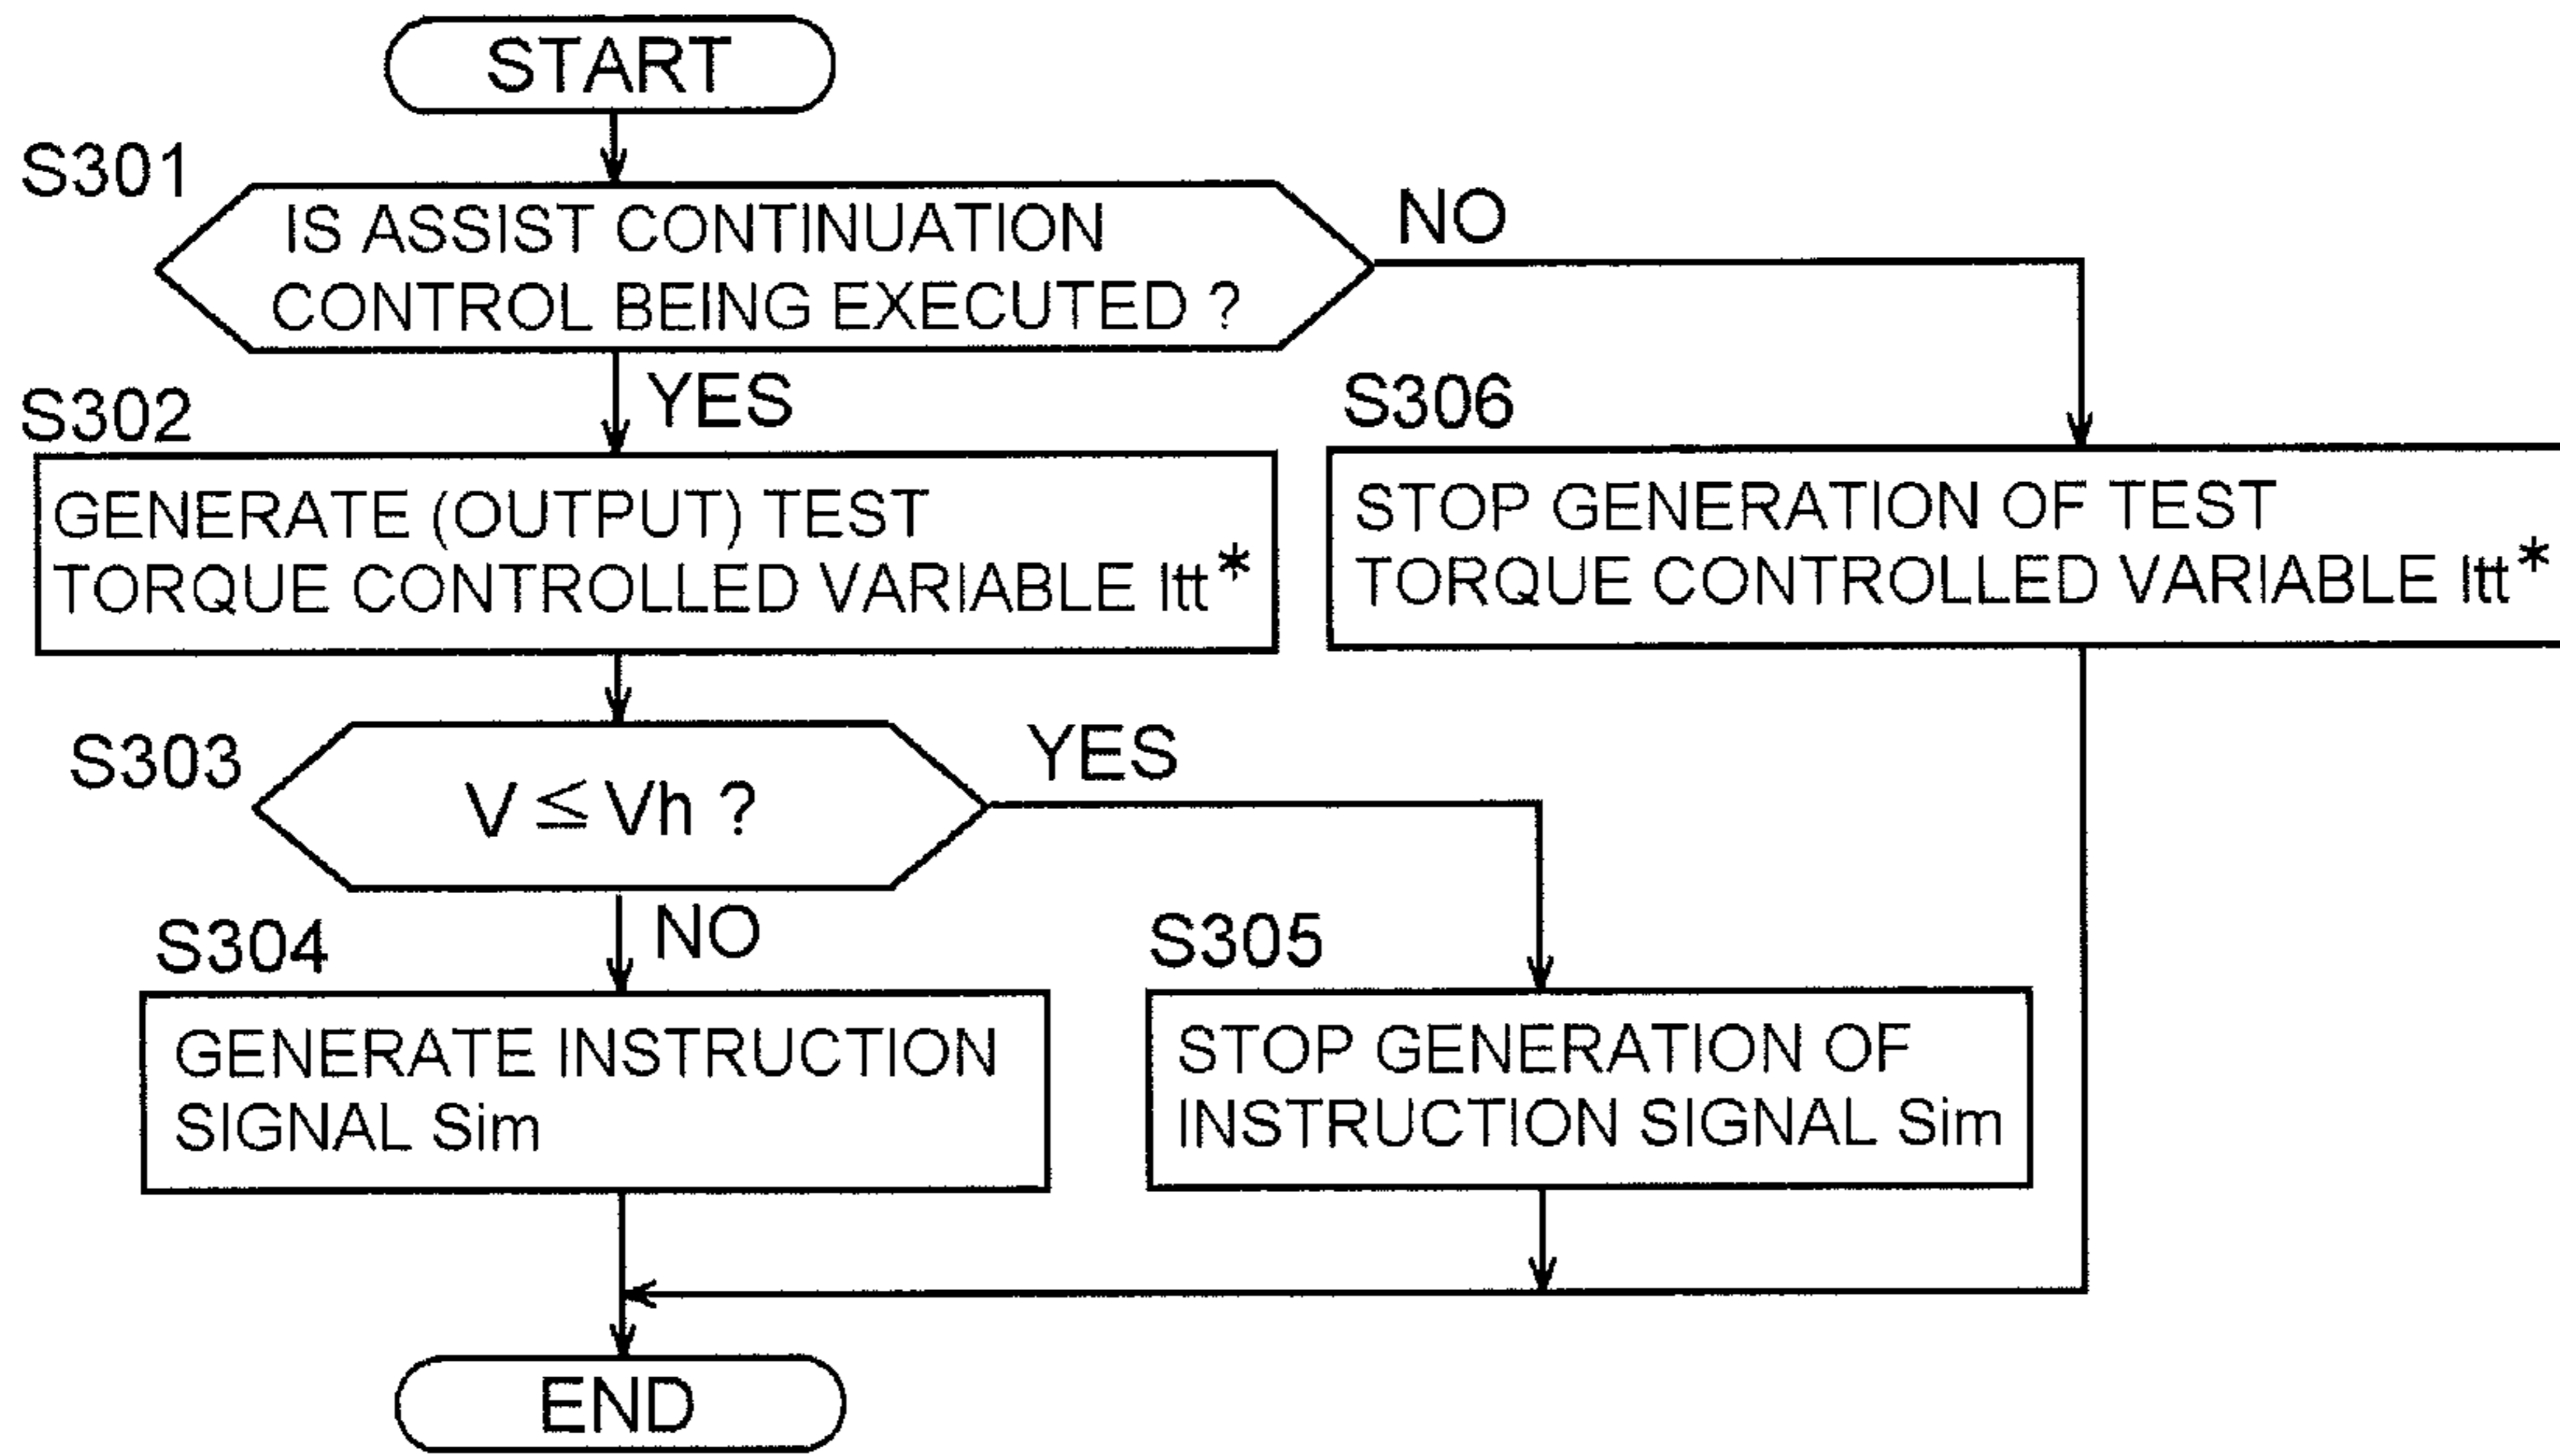 START
S301
IS ASSIST CONTINUATION
CONTROL BEING EXECUTED ?
NO
YES
S302
GENERATE (OUTPUT) TEST
TORQUE CONTROLLED VARIABLE Itt*
S306
STOP GENERATION OF TEST
TORQUE CONTROLLED VARIABLE Itt*
S303
V ≦ Vh ?
YES
NO
S304
GENERATE INSTRUCTION
SIGNAL Sim
S305
STOP GENERATION OF
INSTRUCTION SIGNAL Sim
END